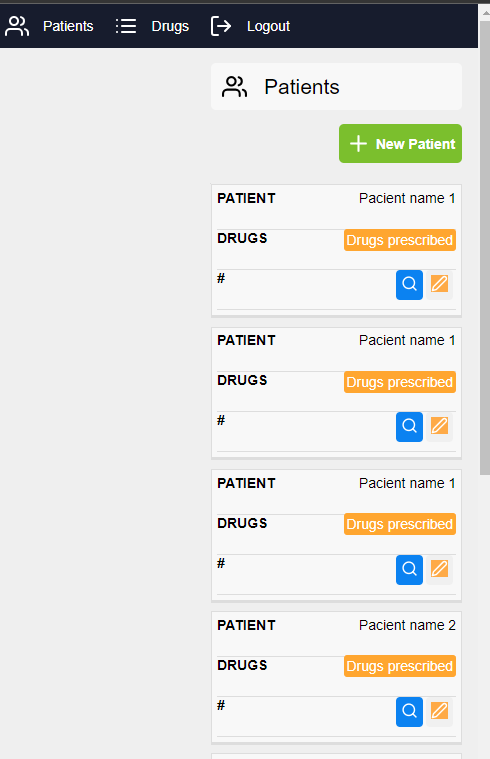 Patients Drugs Logout
Patients
New Patient
PATIENT Pacient name 1
DRUGS Drugs prescribed
#
PATIENT Pacient name 1
DRUGS Drugs prescribed
#
PATIENT Pacient name 1
DRUGS Drugs prescribed
#
PATIENT Pacient name 2
DRUGS Drugs prescribed
#